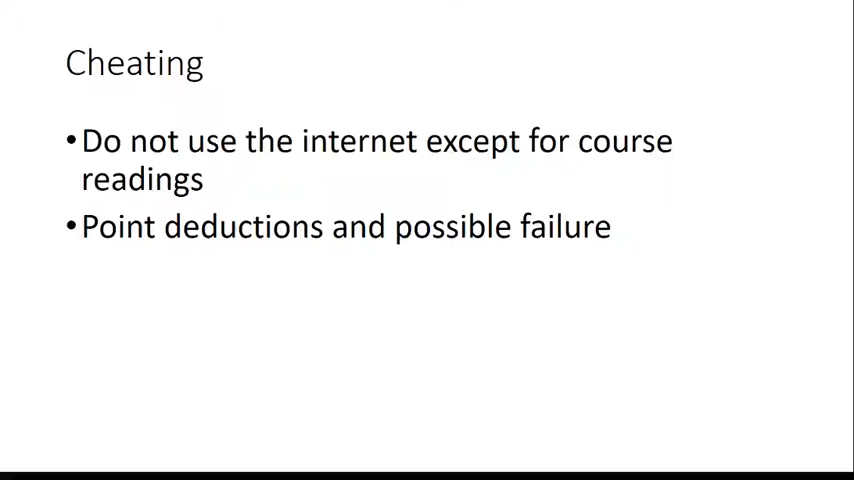 Cheating
•Do not use the internet except for course
readings
•Point deductions and possible failure